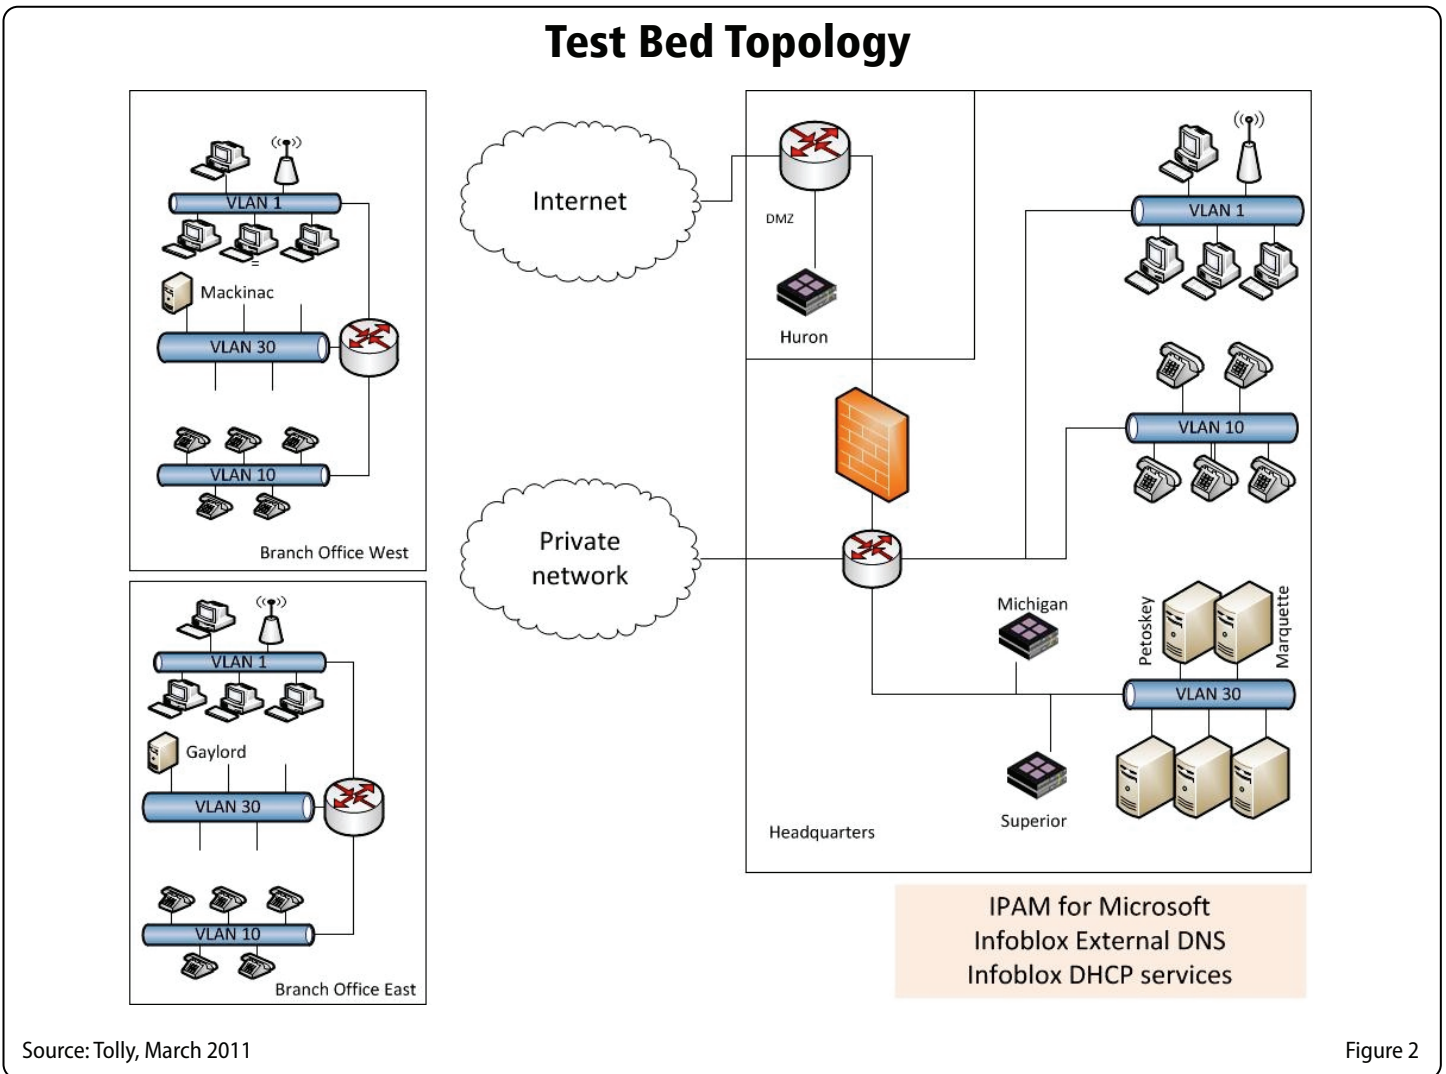 Test Bed Topology
VLAN 1
=
Mackinac
VLAN 30
VLAN 10
Branch Office West
VLAN 1
Gaylord
VLAN 30
VLAN 10
Branch Office East
Internet
Private
network
DMZ
Huron
VLAN 1
VLAN 10
Michigan
Petoskey
Marquette
VLAN 30
Superior
Headquarters
IPAM for Microsoft
Infoblox External DNS
Infoblox DHCP services
Source: Tolly, March 2011
Figure 2